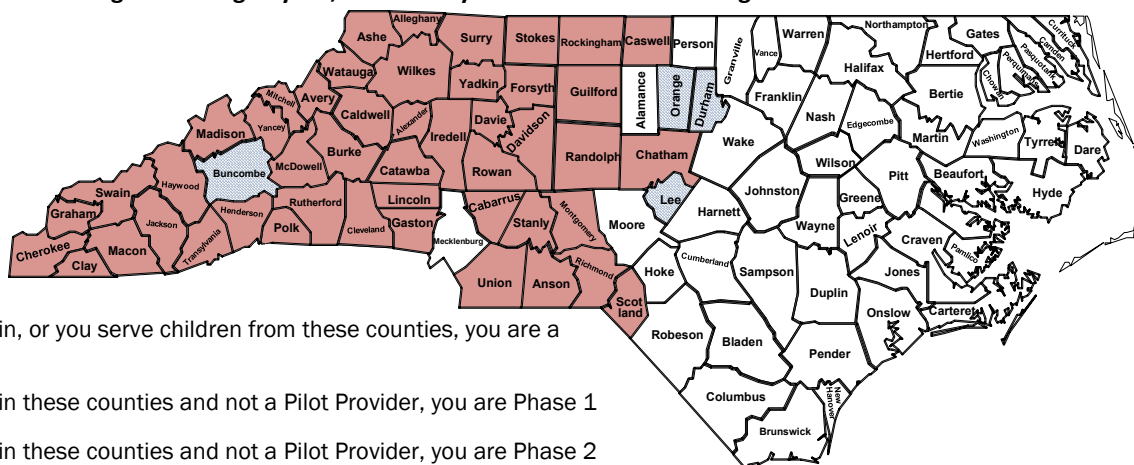 Alleghany
Northampton
Gates
Currituck
Camden
Pasquotank
Perquimans
Ashe
Surry
Stokes
Rockingham
Caswell
Person
Granville
Vance
Warren
Hertford
Chowan
Watauga
Wilkes
Yadkin
Forsyth
Guilford
Alamance
Orange
Durham
Franklin
Halifax
Bertie
Mitchell
Avery
Caldwell
Alexander
Iredell
Davie
Davidson
Nash
Edgecombe
Martin
Washington
Tyrrell
Dare
Madison
Yancey
McDowell
Burke
Catawba
Rowan
Randolph
Chatham
Wake
Wilson
Pitt
Beaufort
Hyde
Buncombe
Haywood
Swain
Graham
Jackson
Henderson
Rutherford
Polk
Cleveland
Lincoln
Gaston
Cabarrus
Stanly
Montgomery
Lee
Moore
Harnett
Johnston
Wayne
Greene
Lenoir
Craven
Pamlico
Cherokee
Clay
Macon
Transylvania
Mecklenburg
Union
Anson
Richmond
Scot
land
Hoke
Cumberland
Sampson
Duplin
Jones
Onslow
Carteret
Robeson
Bladen
Pender
Columbus
New
Hanover
Brunswick
in, or you serve children from these counties, you are a
in these counties and not a Pilot Provider, you are Phase 1
in these counties and not a Pilot Provider, you are Phase 2